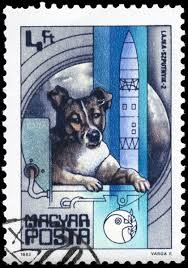 4Ft
LAJKA-SZPUTNYIK-2
MAGYAR
POSTA
1982
VARGA P.